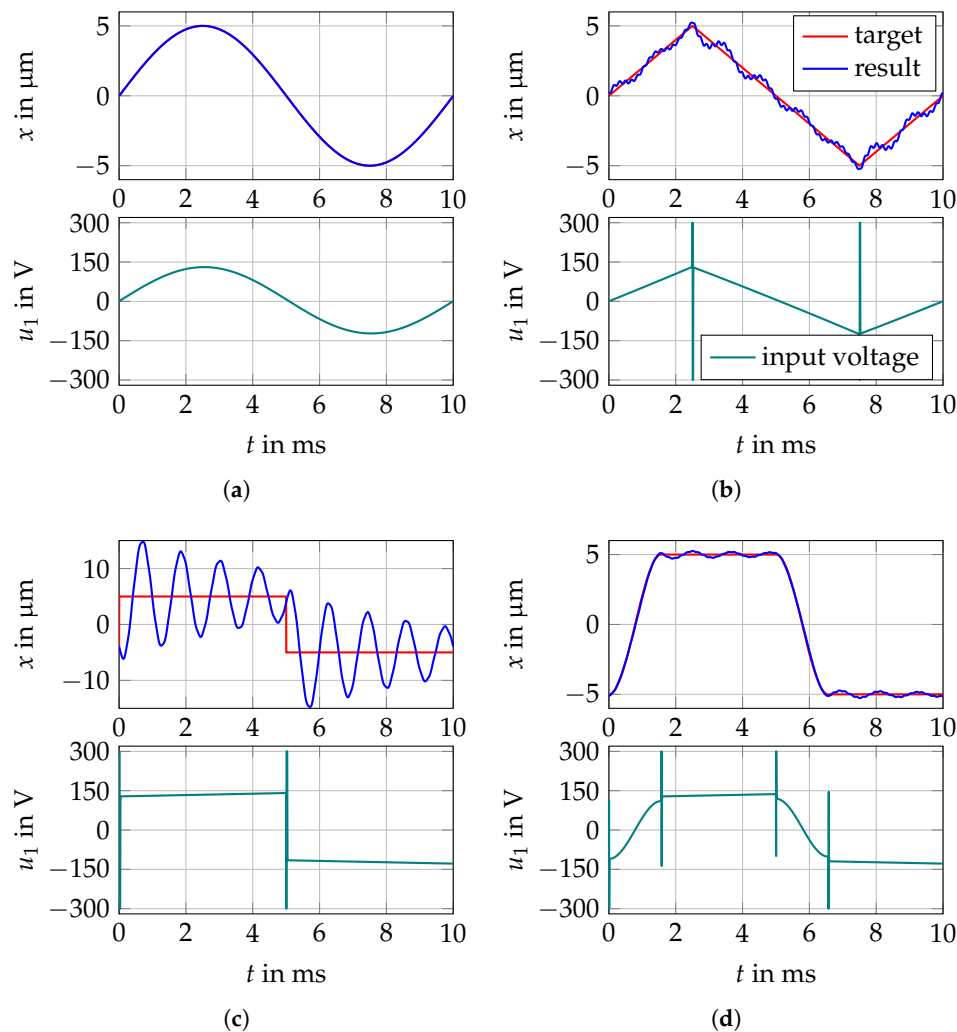 5
0
−5
x in µm
0 2 4 6 8 10
300
150
0
−150
−300
u1 in V
0 2 4 6 8 10
t in ms
(a)
5
0
−5
x in µm
target
result
0 2 4 6 8 10
300
150
0
−150
−300
u1 in V
input voltage
0 2 4 6 8 10
t in ms
(b)
10
0
−10
x in µm
0 2 4 6 8 10
300
150
0
−150
−300
u1 in V
0 2 4 6 8 10
t in ms
(c)
5
0
−5
x in µm
0 2 4 6 8 10
300
150
0
−150
−300
u1 in V
0 2 4 6 8 10
t in ms
(d)